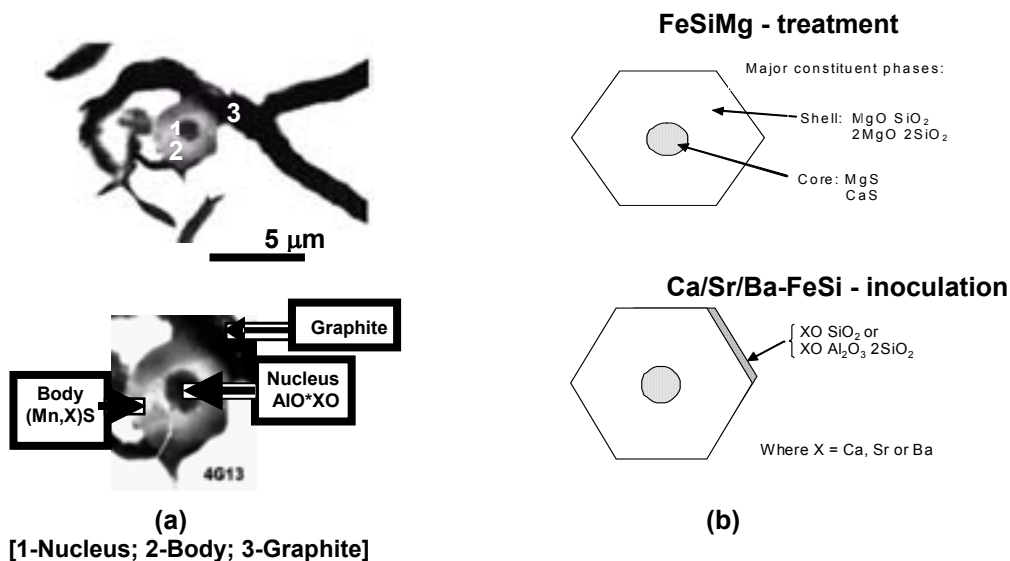 1
2
3
5 μm
Graphite
Nucleus
AlO*XO
Body
(Mn,X)S
4G13
(a)
[1-Nucleus; 2-Body; 3-Graphite]
FeSiMg - treatment
Major constituent phases:
Shell: MgO SiO₂
2MgO 2SiO₂
Core: MgS
CaS
Ca/Sr/Ba-FeSi - inoculation
XO SiO₂ or
XO Al₂O₃ 2SiO₂
Where X = Ca, Sr or Ba
(b)